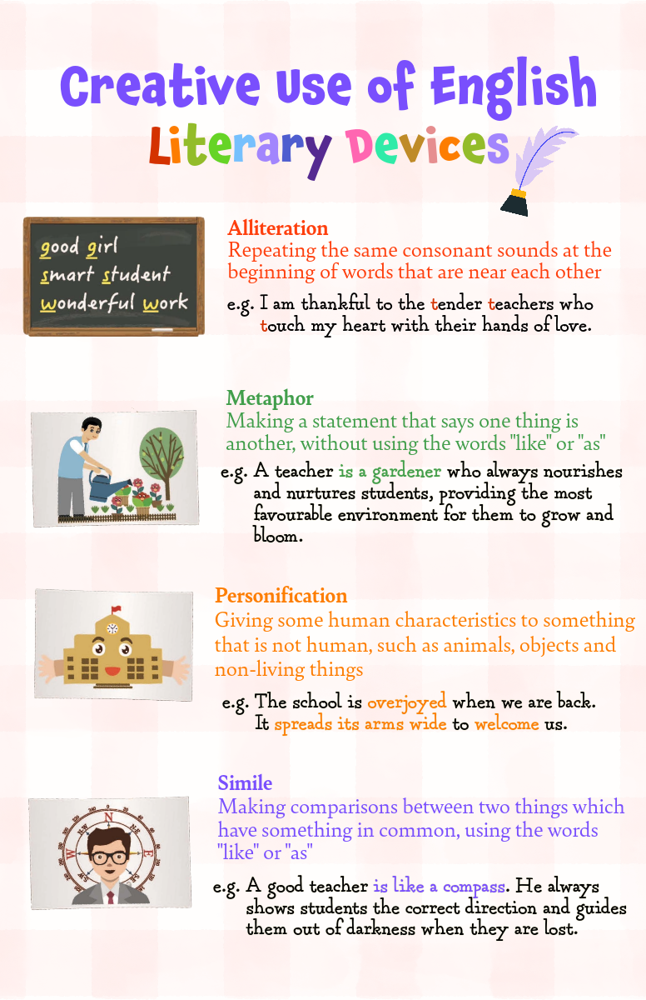 Creative Use of English
Literary Devices
good girl
smart student
wonderful work
Alliteration
Repeating the same consonant sounds at the
beginning of words that are near each other
e.g. I am thankful to the tender teachers who
touch my heart with their hands of love.
Metaphor
Making a statement that says one thing is
another, without using the words "like" or "as"
e.g. A teacher is a gardener who always nourishes
and nurtures students, providing the most
favourable environment for them to grow and
bloom.
Personification
Giving some human characteristics to something
that is not human, such as animals, objects and
non-living things
e.g. The school is overjoyed when we are back.
It spreads its arms wide to welcome us.
Simile
Making comparisons between two things which
have something in common, using the words
"like" or "as"
e.g. A good teacher is like a compass. He always
shows students the correct direction and guides
them out of darkness when they are lost.
N
N.W
N.E
W
E
S.W
S.E